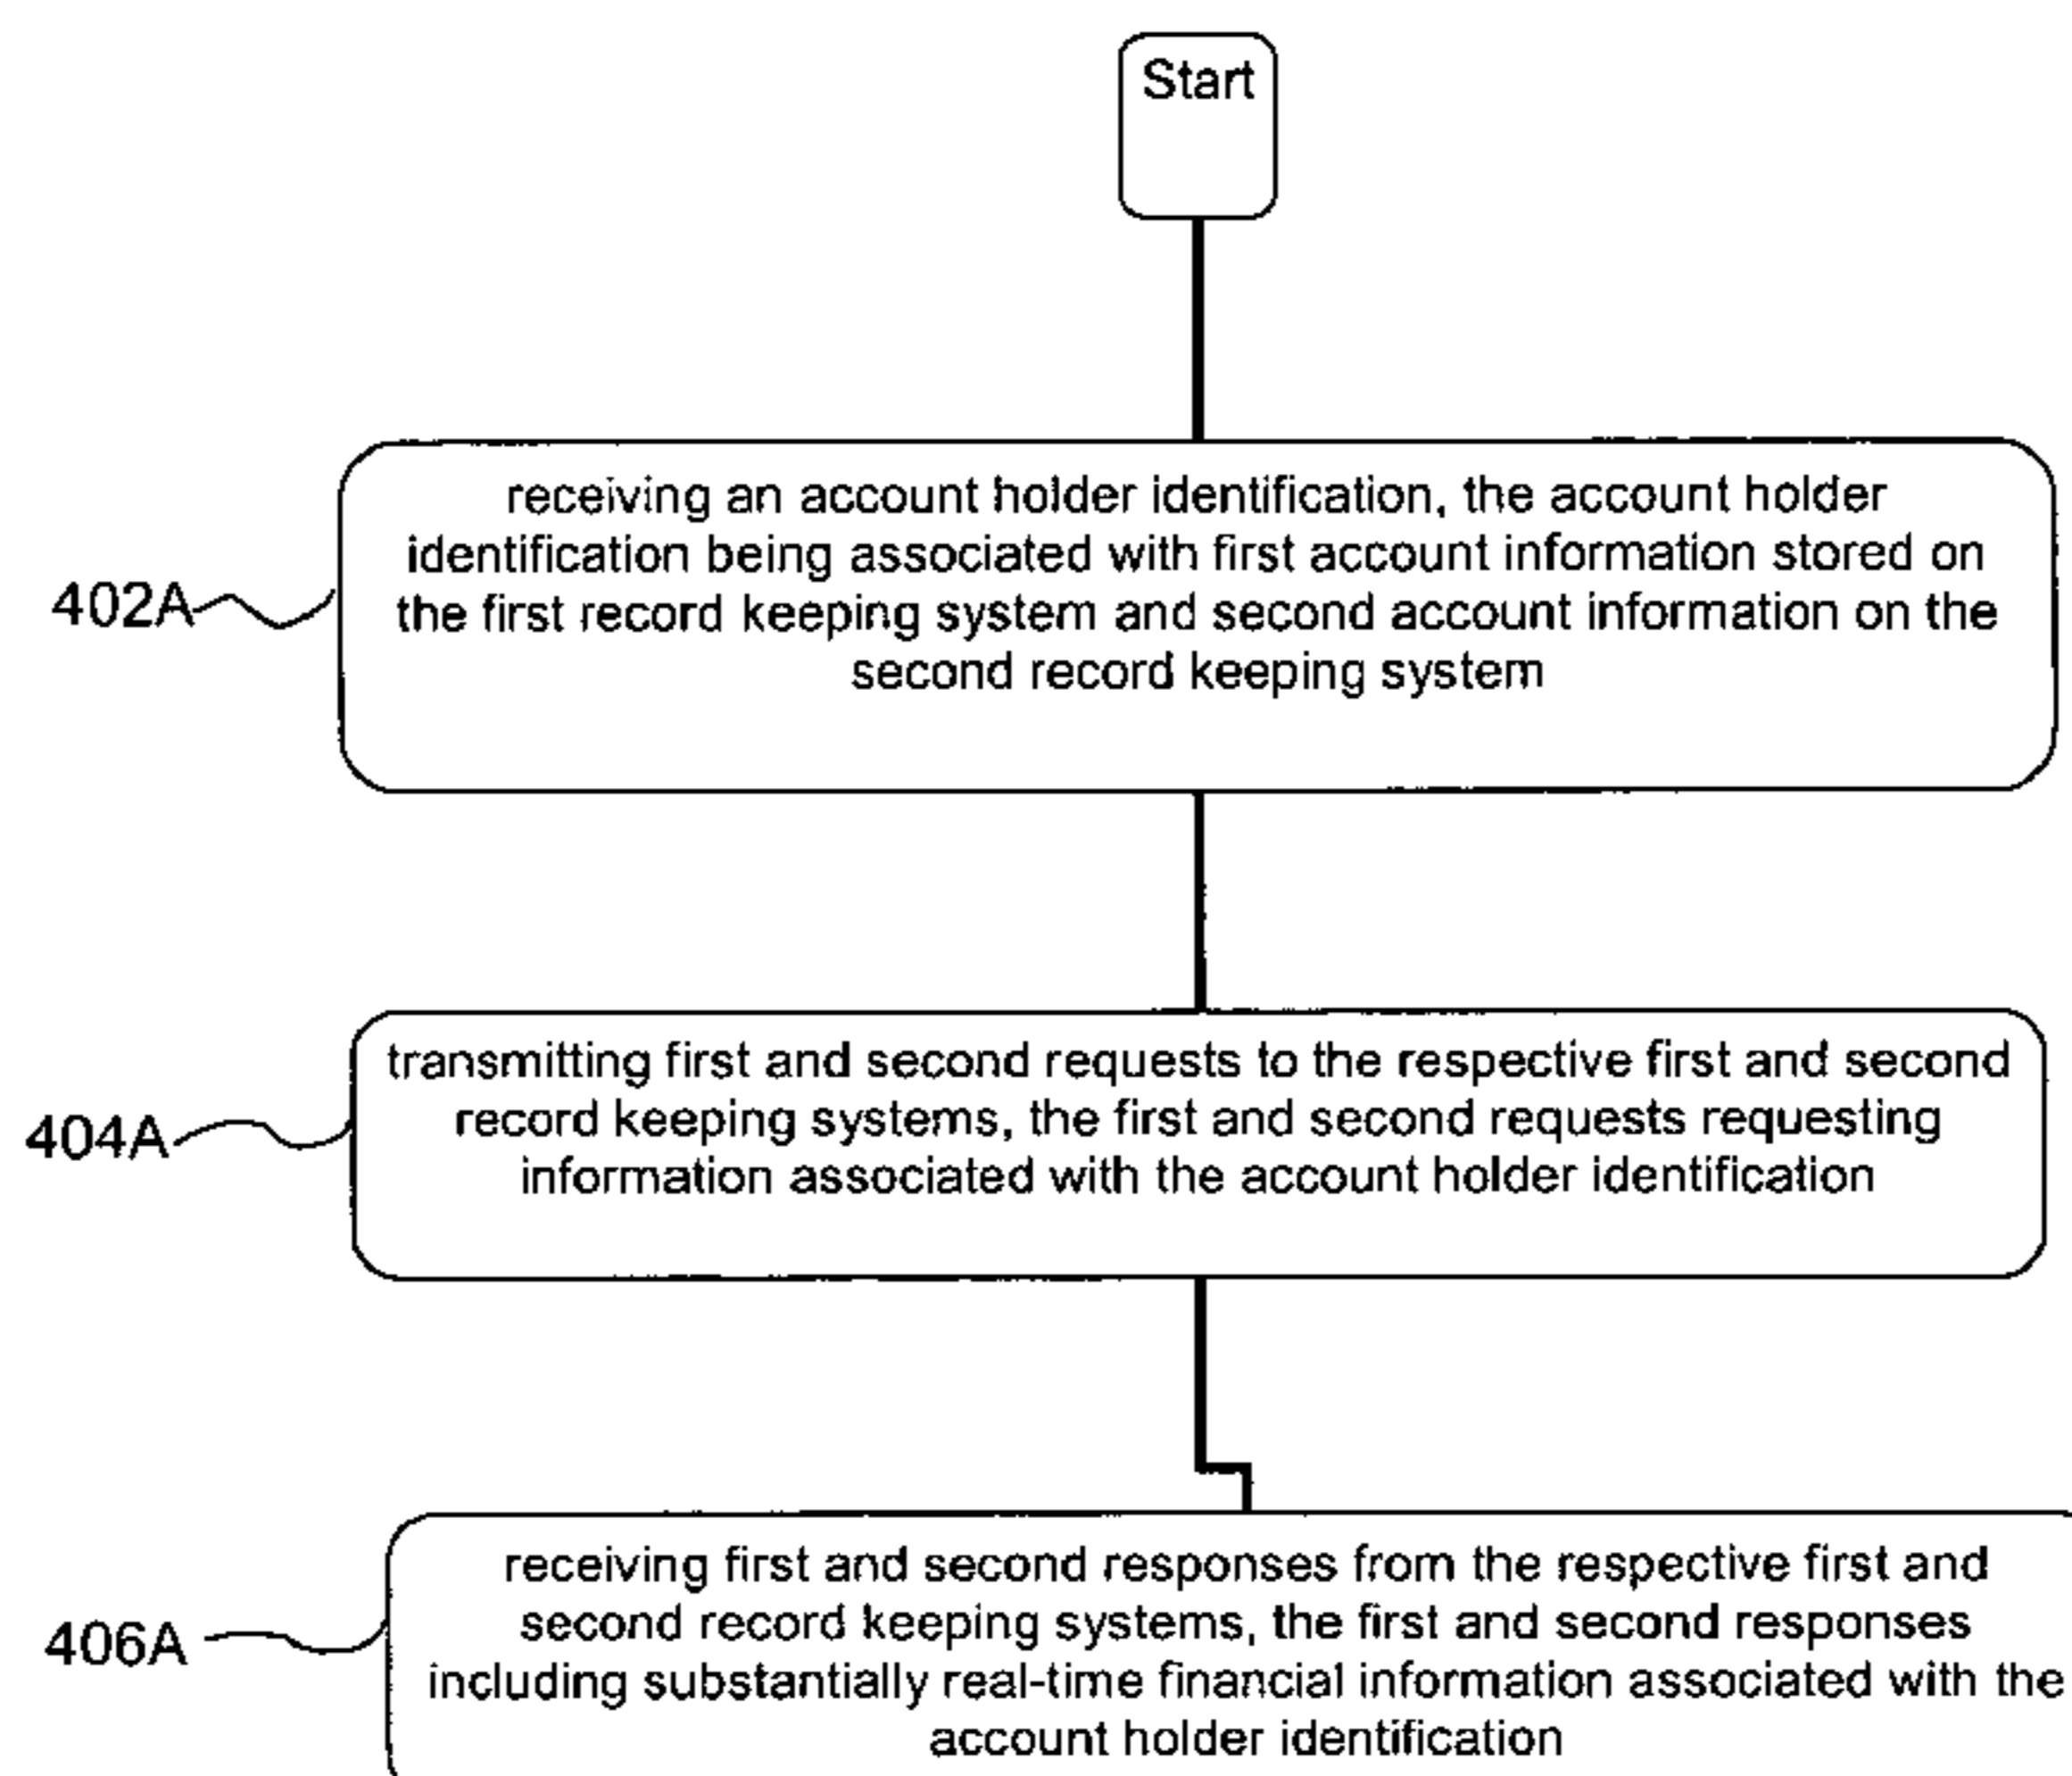 Start
402A
receiving an account holder identification, the account holder
identification being associated with first account information stored on
the first record keeping system and second account information on the
second record keeping system
404A
transmitting first and second requests to the respective first and second
record keeping systems, the first and second requests requesting
information associated with the account holder identification
406A
receiving first and second responses from the respective first and
second record keeping systems, the first and second responses
including substantially real-time financial information associated with the
account holder identification